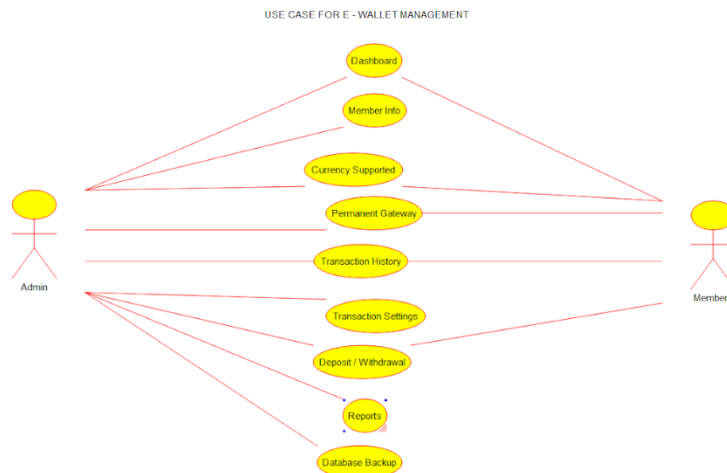 USE CASE FOR E - WALLET MANAGEMENT
Dashboard
Member Info
Currency Supported
Permanent Gateway
Transaction History
Admin
Member
Transaction Settings
Deposit / Withdrawal
Reports
Database Backup